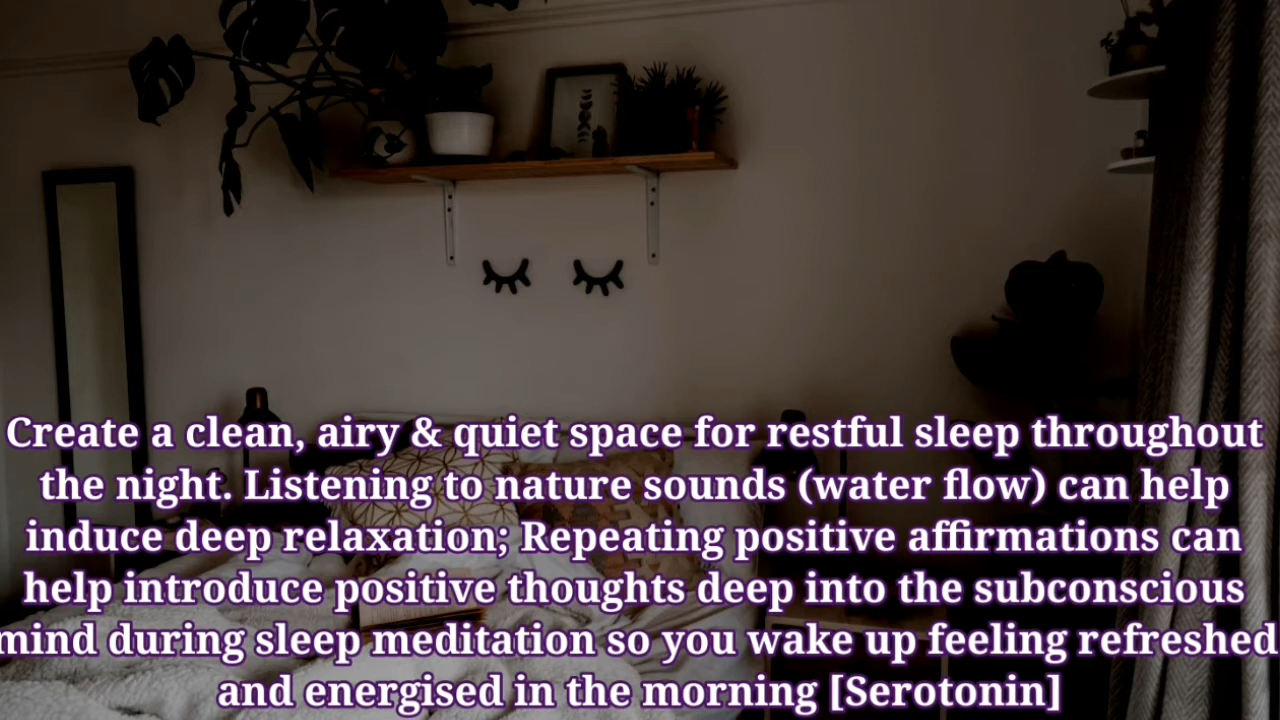 Create a clean, airy & quiet space for restful sleep throughout
the night. Listening to nature sounds (water flow) can help
induce deep relaxation; Repeating positive affirmations can
help introduce positive thoughts deep into the subconscious
mind during sleep meditation so you wake up feeling refreshed
and energised in the morning [Serotonin]